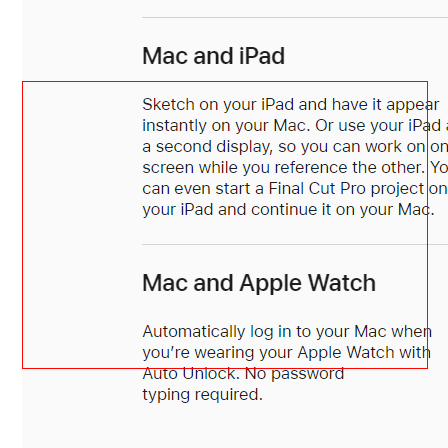 Mac and iPad
Sketch on your iPad and have it appear
instantly on your Mac. Or use your iPad
a second display, so you can work on
screen while you reference the other.
can even start a Final Cut Pro project on
your iPad and continue it on your Mac.
Mac and Apple Watch
Automatically log in to your Mac when
you’re wearing your Apple Watch with
Auto Unlock. No password
typing required.